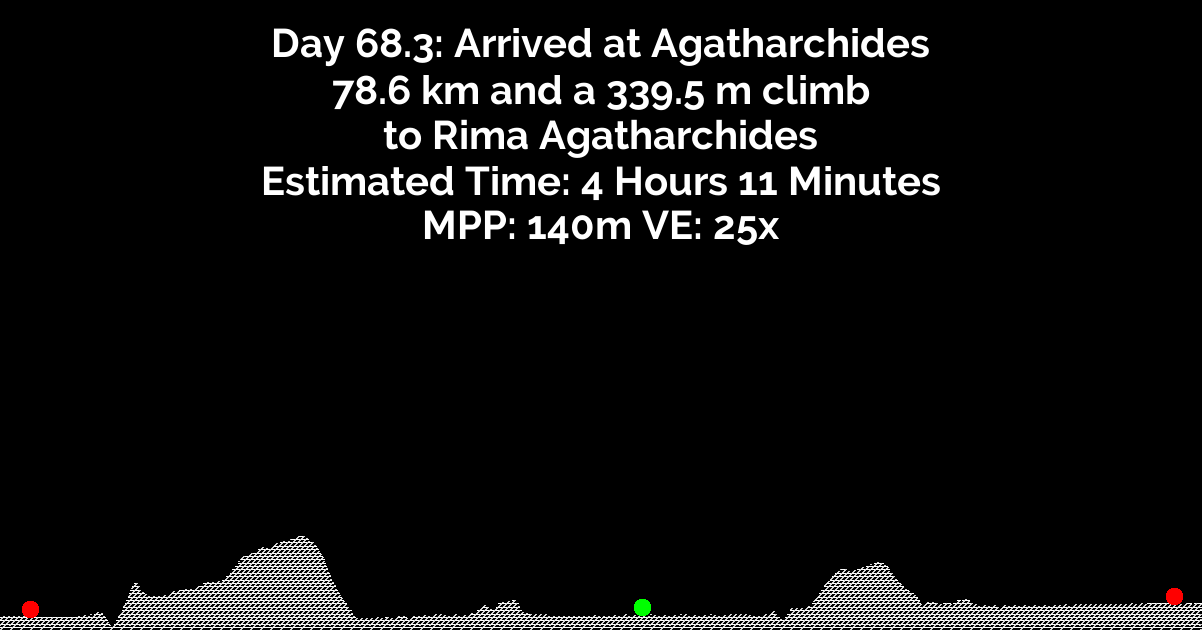 Day 68.3: Arrived at Agatharchides
78.6 km and a 339.5 m climb
to Rima Agatharchides
Estimated Time: 4 Hours 11 Minutes
MPP: 140m VE: 25x